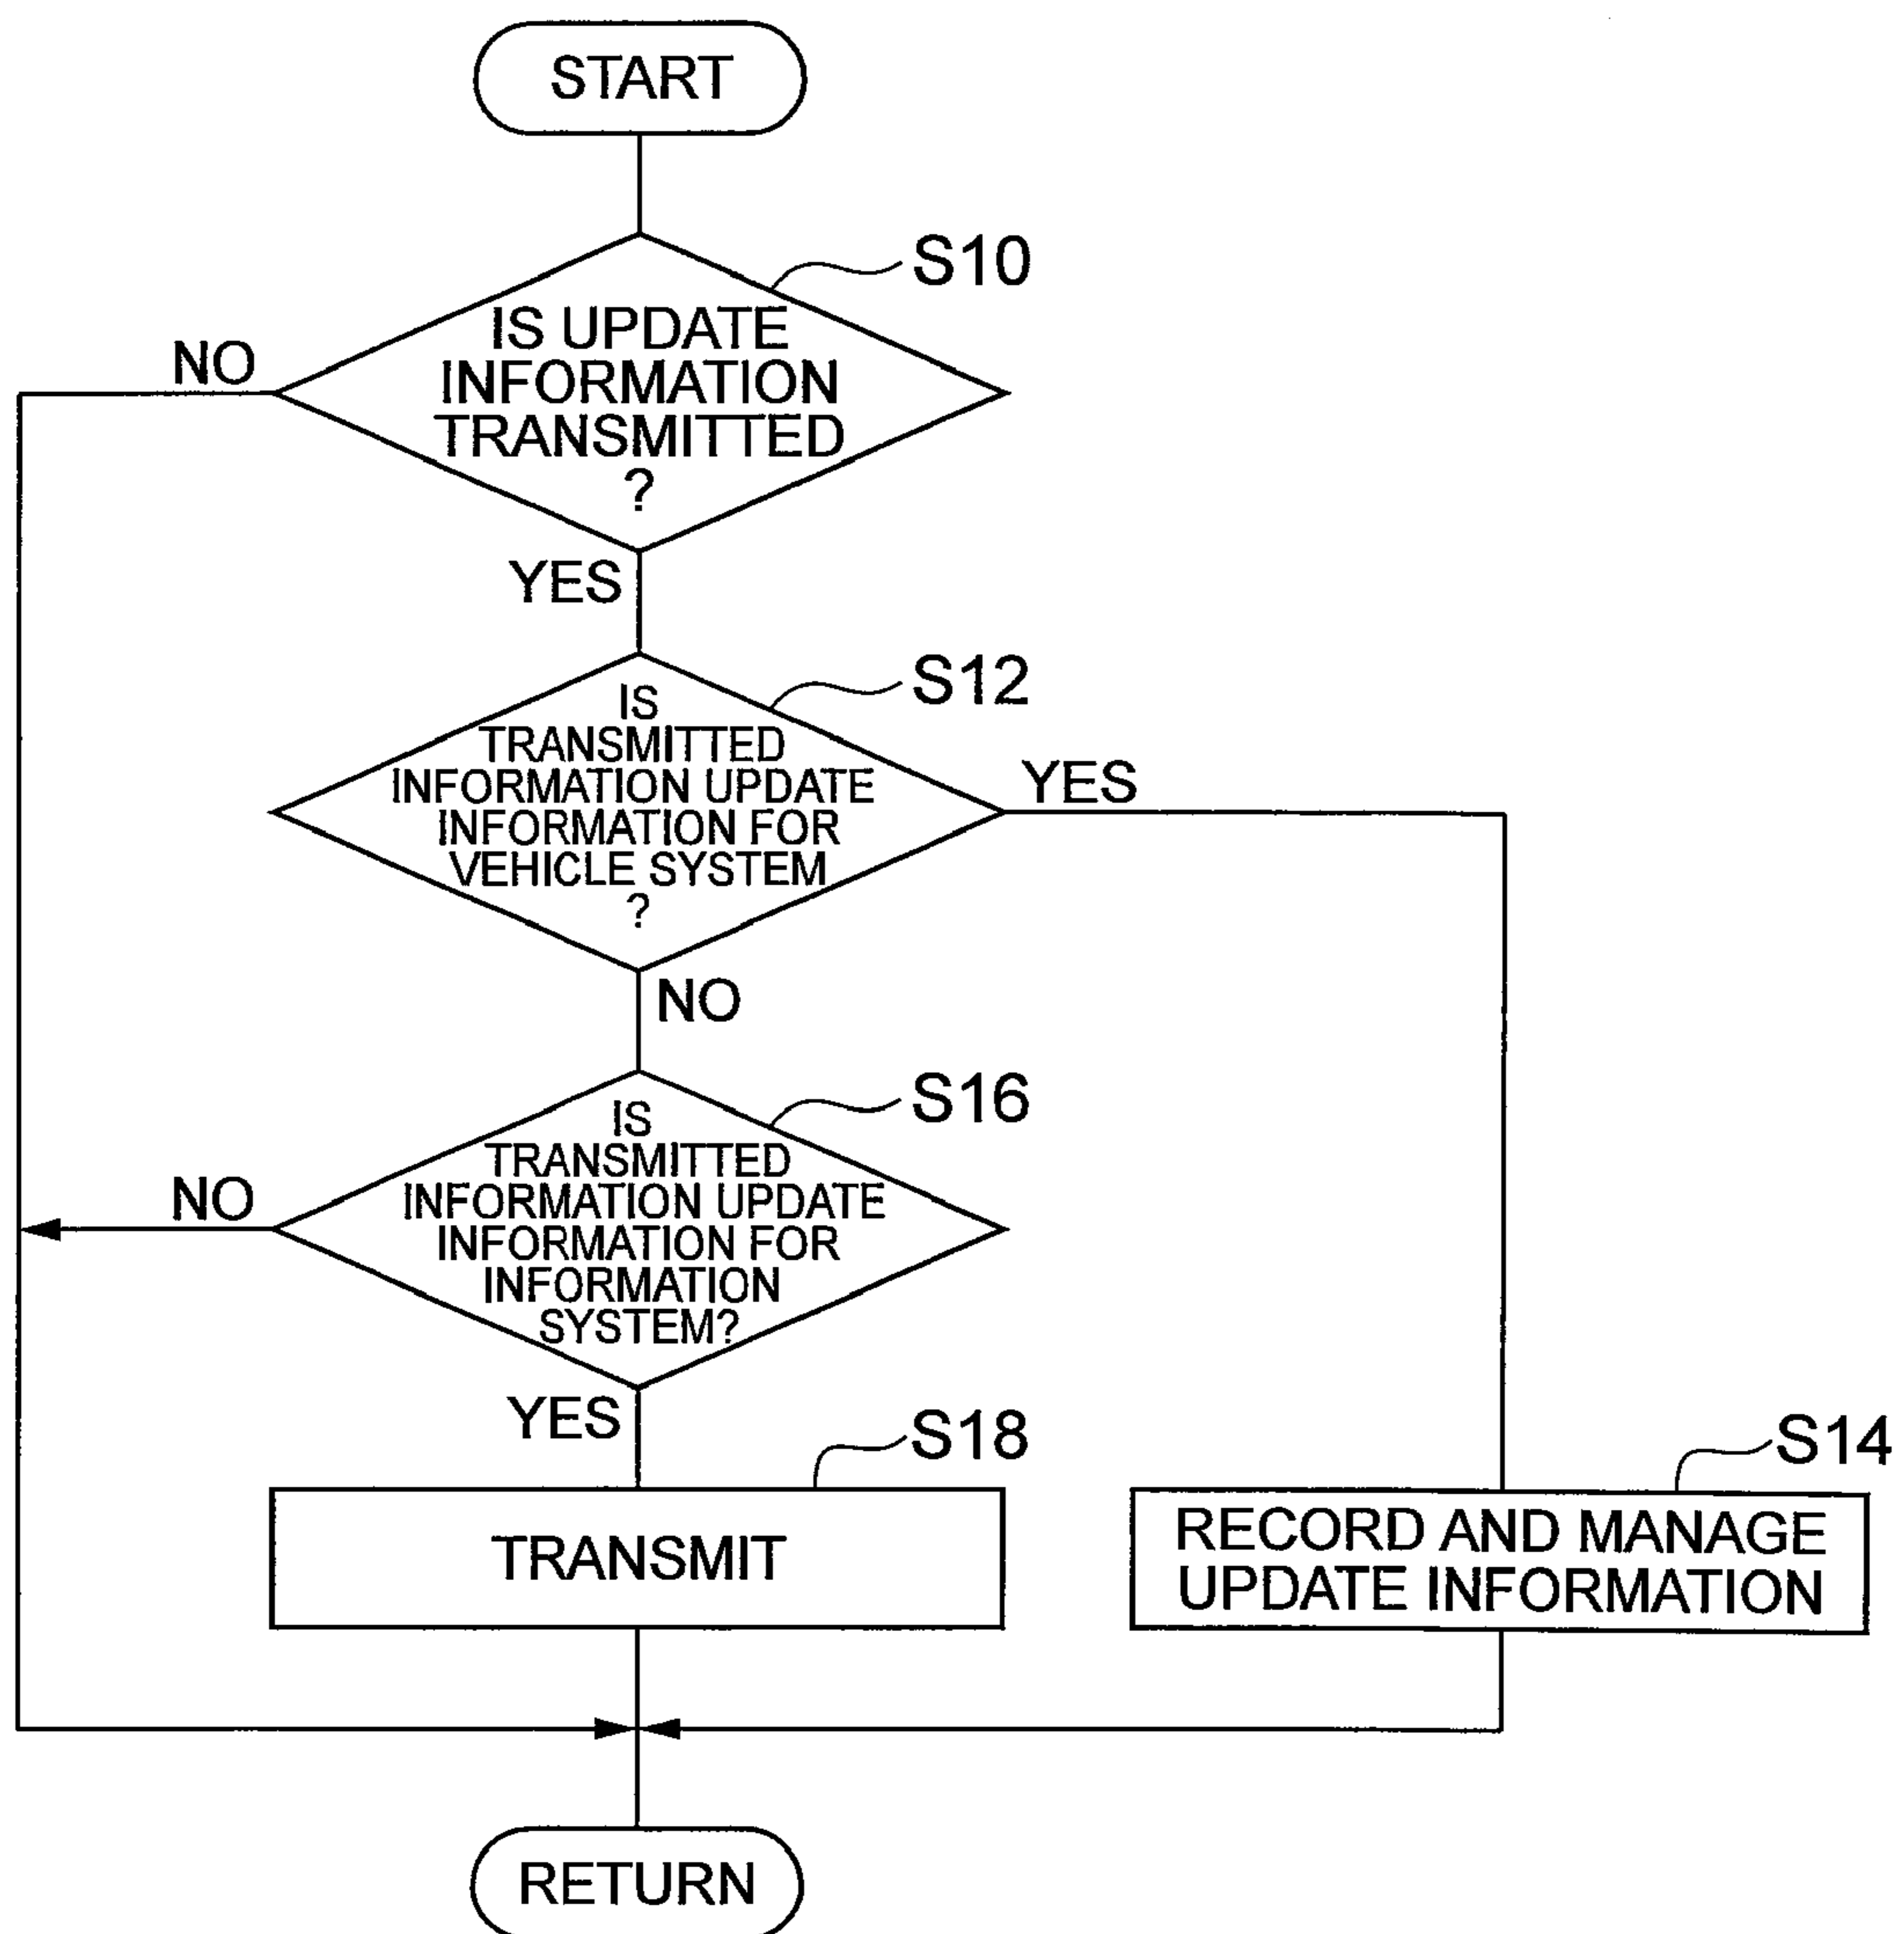 START
S10
IS UPDATE
INFORMATION
TRANSMITTED
?
NO
YES
S12
IS
TRANSMITTED
INFORMATION UPDATE
INFORMATION FOR
VEHICLE SYSTEM
?
YES
NO
S16
IS
TRANSMITTED
INFORMATION UPDATE
INFORMATION FOR
INFORMATION
SYSTEM?
NO
YES
S18
TRANSMIT
S14
RECORD AND MANAGE
UPDATE INFORMATION
RETURN